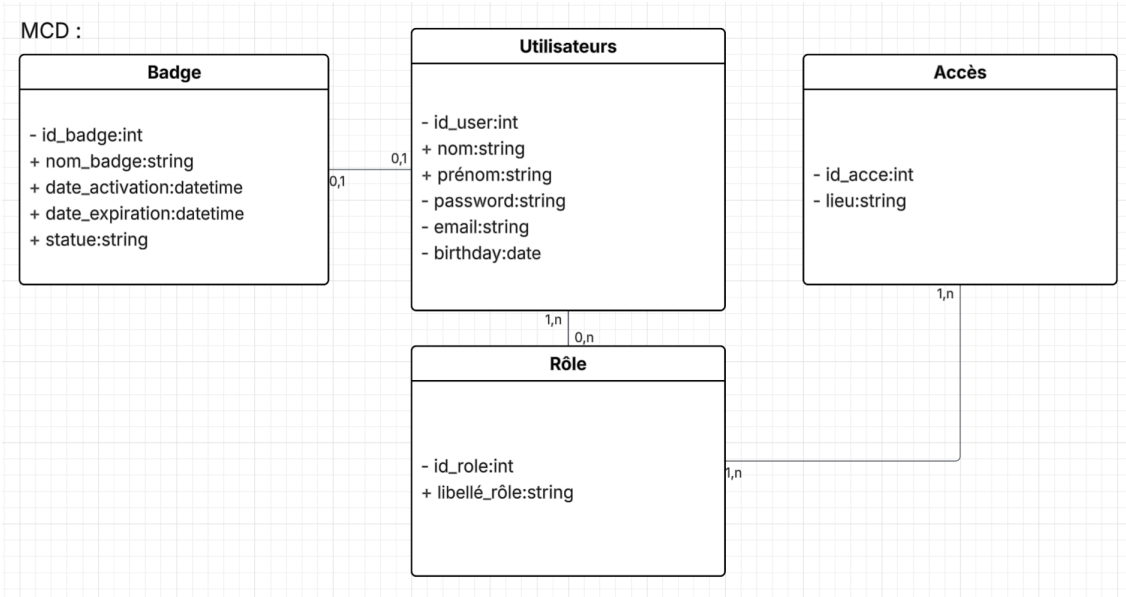 MCD :
Badge
- id_badge:int
+ nom_badge:string
+ date_activation:datetime
+ date_expiration:datetime
+ statue:string
0,1
0,1
Utilisateurs
- id_user:int
+ nom:string
+ prénom:string
- password:string
- email:string
- birthday:date
1,n
0,n
Rôle
- id_role:int
+ libellé_rôle:string
1,n
Accès
- id_acce:int
- lieu:string
1,n